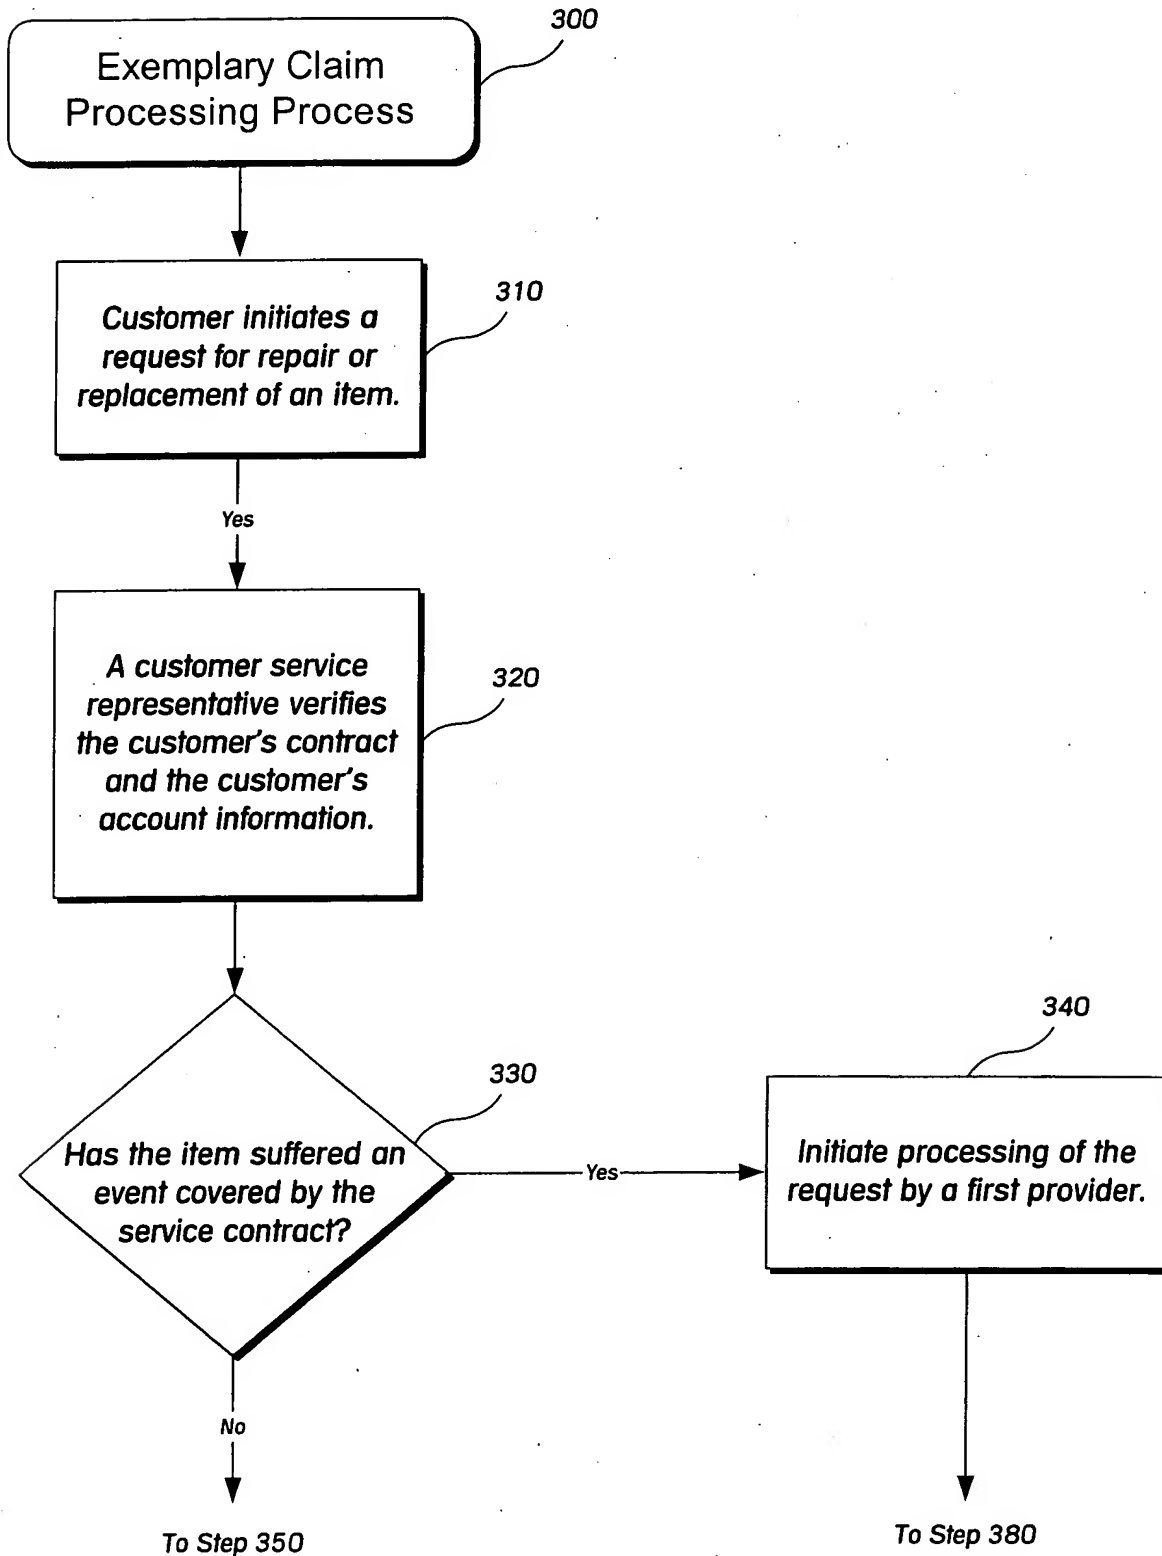 300
Exemplary Claim
Processing Process
310
Customer initiates a
request for repair or
replacement of an item.
Yes
320
A customer service
representative verifies
the customer's contract
and the customer's
account information.
330
Has the item suffered an
event covered by the
service contract?
Yes
340
Initiate processing of the
request by a first provider.
No
To Step 350
To Step 380